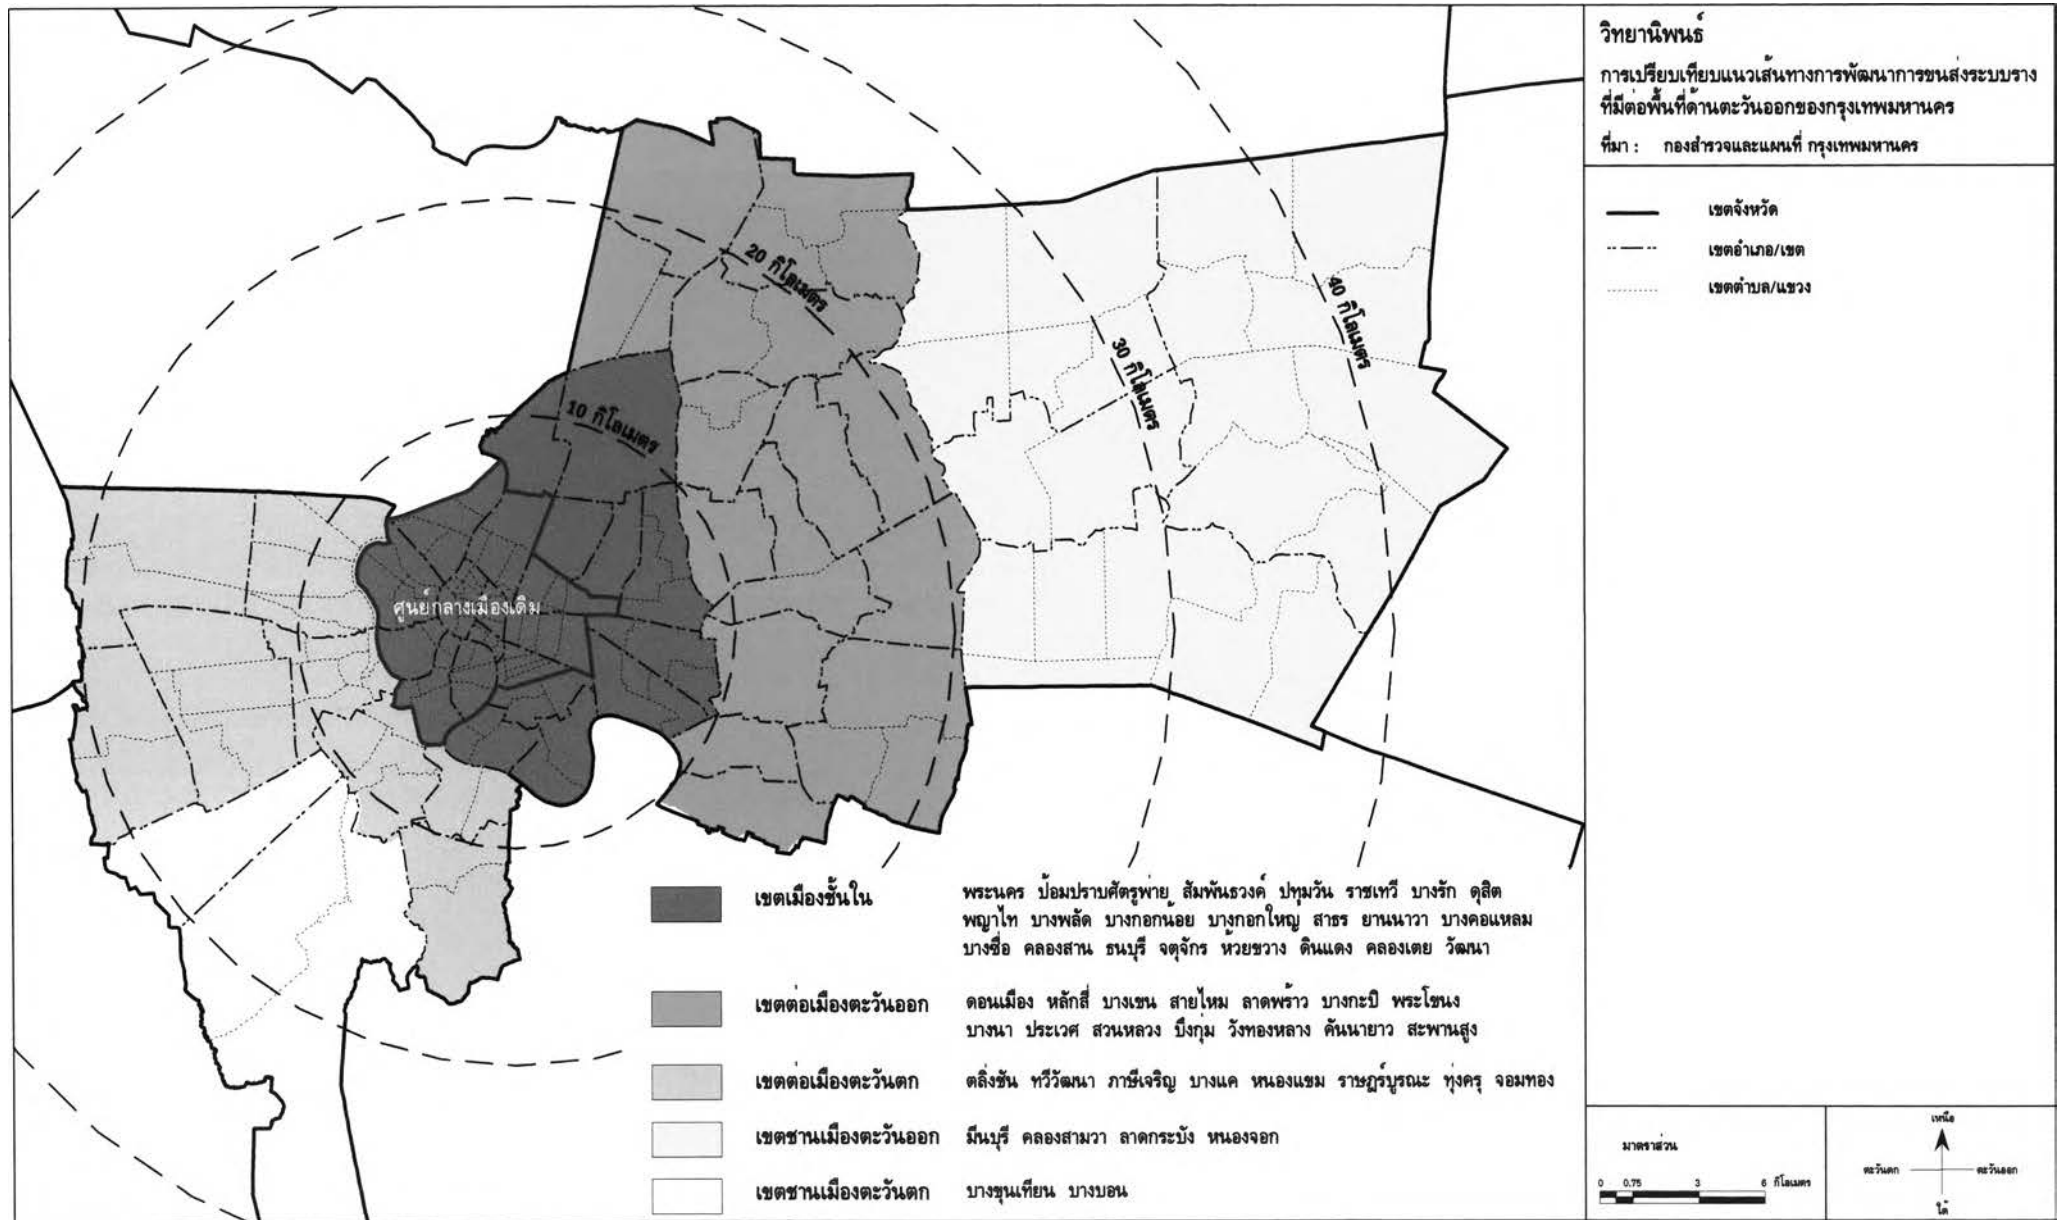 วิทยานิพนธ์
การเปรียบเทียบแนวเส้นทางการพัฒนาการขนส่งระบบราง
ที่มีต่อพื้นที่ด้านตะวันออกของกรุงเทพมหานคร
ที่มา : กองสำรวจและแผนที่ กรุงเทพมหานคร
เขตจังหวัด
เขตอำเภอ/เขต
เขตตำบล/แขวง
20 กิโลเมตร
40 กิโลเมตร
30 กิโลเมตร
10 กิโลเมตร
ศูนย์กลางเมืองเดิม
เขตเมืองชั้นใน
พระนคร ป้อมปราบศัตรูพ่าย สัมพันธวงค์ ปทุมวัน ราชเทวี บางรัก ดุสิต
พญาไท บางพลัด บางกอกน้อย บางกอกใหญ่ สาธร ยานนาวา บางคอแหลม
บางซื่อ คลองสาน ธนบุรี จตุจักร ห้วยขวาง ดินแดง คลองเตย วัฒนา
เขตต่อเมืองตะวันออก
ดอนเมือง หลักสี่ บางเขน สายไหม ลาดพร้าว บางกะปิ พระโขนง
บางนา ประเวศ สวนหลวง บึงกุ่ม วังทองหลาง คันนายาว สะพานสูง
เขตต่อเมืองตะวันตก
ตลิ่งชัน ทวีวัฒนา ภาษีเจริญ บางแค หนองแขม ราษฎร์บูรณะ ทุ่งครุ จอมทอง
เขตชานเมืองตะวันออก
มีนบุรี คลองสามวา ลาดกระบัง หนองจอก
เขตชานเมืองตะวันตก
บางขุนเทียน บางบอน
มาตราส่วน
0 0.75 3 6 กิโลเมตร
เหนือ
ตะวันตก ตะวันออก
ใต้